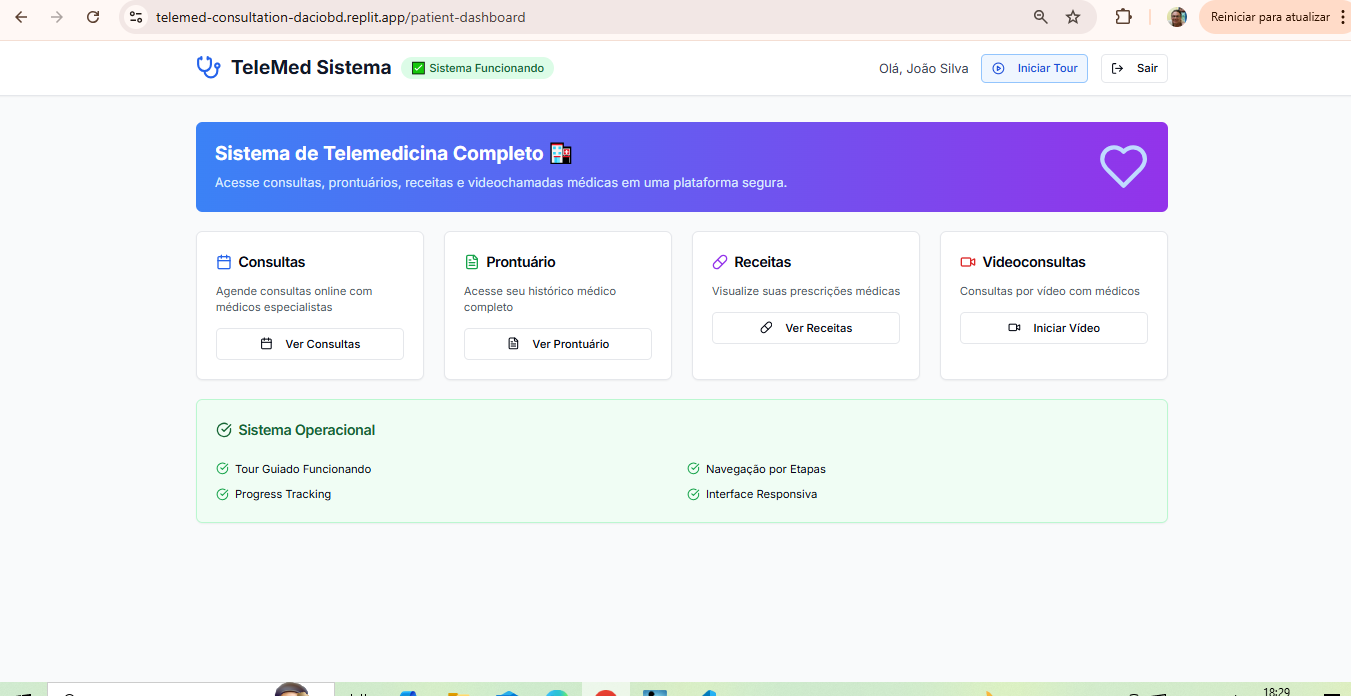 telemed-consultation-daciobd.replit.app/patient-dashboard
Reiniciar para atualizar
TeleMed Sistema
Sistema Funcionando
Olá, João Silva
Iniciar Tour
Sair
Sistema de Telemedicina Completo
Acesse consultas, prontuários, receitas e videochamadas médicas em uma plataforma segura.
Consultas
Agende consultas online com
médicos especialistas
Ver Consultas
Prontuário
Acesse seu histórico médico
completo
Ver Prontuário
Receitas
Visualize suas prescrições médicas
Ver Receitas
Videoconsultas
Consultas por vídeo com médicos
Iniciar Vídeo
Sistema Operacional
Tour Guiado Funcionando
Navegação por Etapas
Progress Tracking
Interface Responsiva
18:29